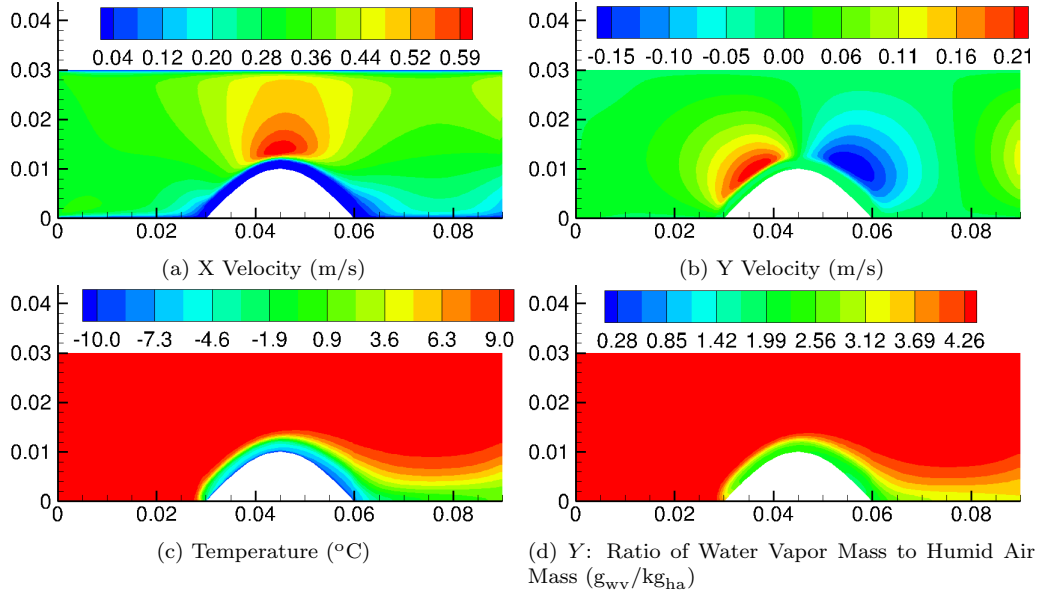 0.04 0.12 0.20 0.28 0.36 0.44 0.52 0.59
0.04
0.03
0.02
0.01
0
0 0.02 0.04 0.06 0.08
(a) X Velocity (m/s)
-0.15 -0.10 -0.05 0.00 0.06 0.11 0.16 0.21
0.04
0.03
0.02
0.01
0
0 0.02 0.04 0.06 0.08
(b) Y Velocity (m/s)
-10.0 -7.3 -4.6 -1.9 0.9 3.6 6.3 9.0
0.04
0.03
0.02
0.01
0
0 0.02 0.04 0.06 0.08
(c) Temperature (°C)
0.28 0.85 1.42 1.99 2.56 3.12 3.69 4.26
0.04
0.03
0.02
0.01
0
0 0.02 0.04 0.06 0.08
(d) Y: Ratio of Water Vapor Mass to Humid Air
Mass (g_wv/kg_ha)